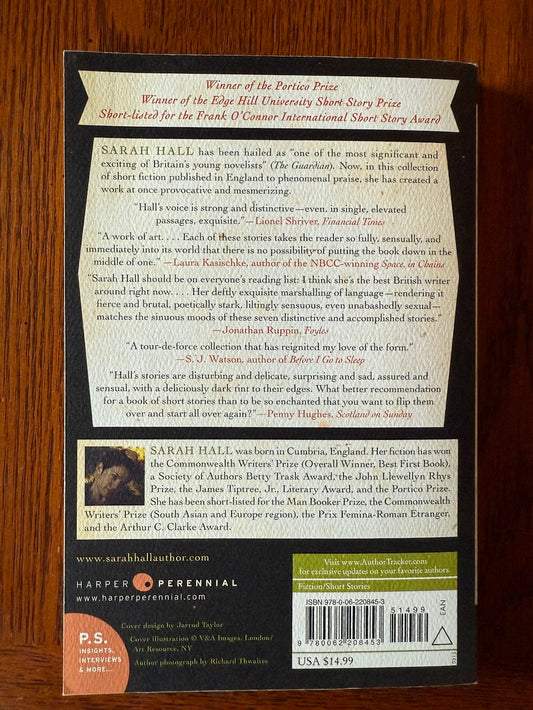 Winner of the Portico Prize
Winner of the Edge Hill University Short Story Prize
Short-listed for the Frank O'Connor International Short Story Award
SARAH HALL has been hailed as "one of the most significant and
exciting of Britain's young novelists" (The Guardian). Now, in this collection
of short fiction published in England to phenomenal praise, she has created a
work at once provocative and mesmerizing.
"Hall's voice is strong and distinctive—even, in single, elevated
passages, exquisite."—Lionel Shriver, Financial Times
"A work of art. . . . Each of these stories takes the reader so fully, sensually, and
immediately into its world that there is no possibility of putting the book down in the
middle of one."—Laura Kasischke, author of the NBCC-winning Space, in Chains
"Sarah Hall should be on everyone's reading list: I think she's the best British writer
around right now. . . . Her deftly exquisite marshalling of language—rendering it
fierce and brutal, poetically stark, liltingly sensuous, even unabashedly sexual—
matches the sinuous moods of these seven distinctive and accomplished stories."
—Jonathan Ruppin, Foyles
"A tour-de-force collection that has reignited my love of the form."
—S. J. Watson, author of Before I Go to Sleep
"Hall's stories are disturbing and delicate, surprising and sad, assured and
sensual, with a deliciously dark rint to their edges. What better recommendation
for a book of short stories than to be so enchanted that you want to flip them
over and start all over again?"—Penny Hughes, Scotland on Sunday
SARAH HALL was born in Cumbria, England. Her fiction has won
the Commonwealth Writers' Prize (Overall Winner, Best First Book),
a Society of Authors Betty Trask Award, the John Llewellyn Rhys
Prize, the James Tiptree, Jr., Literary Award, and the Portico Prize.
She has been short-listed for the Man Booker Prize, the Commonwealth
Writers' Prize (South Asian and Europe region), the Prix Femina-Roman Etranger,
and the Arthur C. Clarke Award.
www.sarahhallauthor.com
HARPER PERENNIAL
www.harperperennial.com
Visit www.AuthorTracker.com
for exclusive updates on your favorite authors
Fiction/Short Stories
ISBN 978-0-06-220845-3
51499
EAN
9 780062 208453
0313
USA $14.99
P.S.
INSIGHTS,
INTERVIEWS
& MORE...
Cover design by Jarrod Taylor
Cover illustration © V&A Images, London/
Art Resource, NY
Author photograph by Richard Thwaites